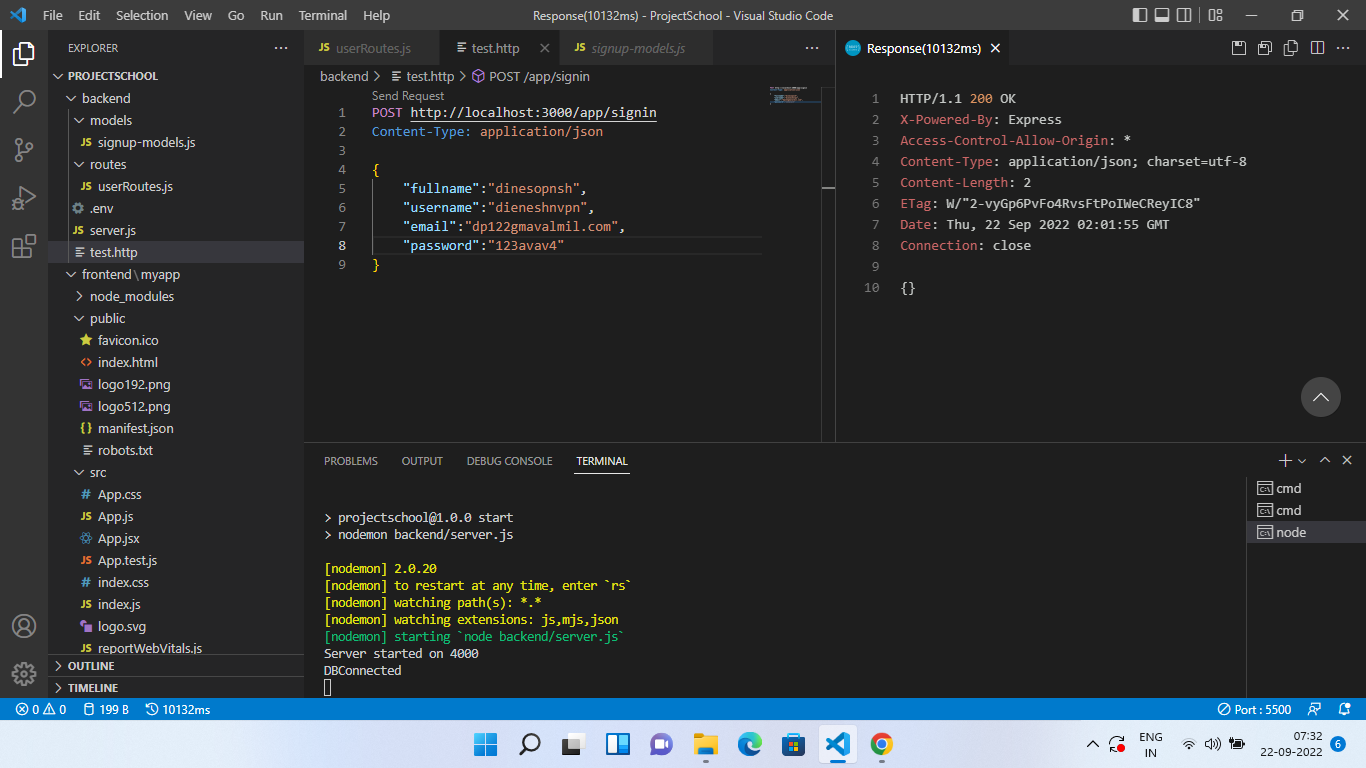 File Edit Selection View Go Run Terminal Help Response(10132ms) - ProjectSchool - Visual Studio Code
EXPLORER
PROJECTSCHOOL
backend
models
JS signup-models.js
routes
JS userRoutes.js
.env
JS server.js
test.http
frontend\myapp
node_modules
public
favicon.ico
<> index.html
logo192.png
logo512.png
{} manifest.json
robots.txt
src
# App.css
JS App.js
App.jsx
JS App.test.js
# index.css
JS index.js
logo.svg
JS reportWebVitals.js
OUTLINE
TIMELINE
JS userRoutes.js test.http JS signup-models.js
backend > test.http > POST /app/signin
Send Request
1 POST http://localhost:3000/app/signin
2 Content-Type: application/json
3
4 {
5 "fullname":"dinesopnsh",
6 "username":"dieneshnvpn",
7 "email":"dp122gmavalmil.com",
8 "password":"123avav4"
9 }
Response(10132ms)
1 HTTP/1.1 200 OK
2 X-Powered-By: Express
3 Access-Control-Allow-Origin: *
4 Content-Type: application/json; charset=utf-8
5 Content-Length: 2
6 ETag: W/"2-vyGp6PvFo4RvsFtPoIWeCReyIC8"
7 Date: Thu, 22 Sep 2022 02:01:55 GMT
8 Connection: close
9
10 {}
PROBLEMS OUTPUT DEBUG CONSOLE TERMINAL
> projectschool@1.0.0 start
> nodemon backend/server.js
[nodemon] 2.0.20
[nodemon] to restart at any time, enter `rs`
[nodemon] watching path(s): *.*
[nodemon] watching extensions: js,mjs,json
[nodemon] starting `node backend/server.js`
Server started on 4000
DBConnected
cmd
cmd
node
0 0 199 B 10132ms Port : 5500
ENG
IN
07:32
22-09-2022
6